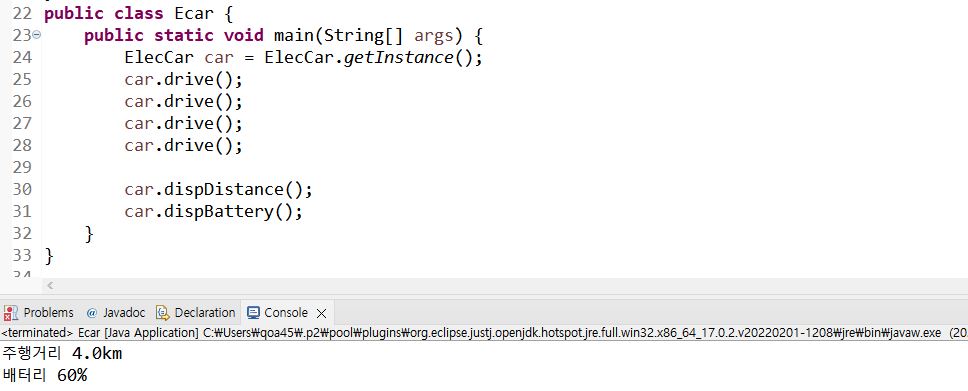 22 public class Ecar {
23 public static void main(String[] args) {
24 ElecCar car = ElecCar.getInstance();
25 car.drive();
26 car.drive();
27 car.drive();
28 car.drive();
29
30 car.dispDistance();
31 car.dispBattery();
32 }
33 }
34
Problems @ Javadoc Declaration Console
<terminated> Ecar [Java Application] C:₩Users₩qoa45₩.p2₩pool₩plugins₩org.eclipse.justj.openjdk.hotspot.jre.full.win32.x86_64_17.0.2.v20220201-1208₩jre₩bin₩javaw.exe (20
주행거리 4.0km
배터리 60%